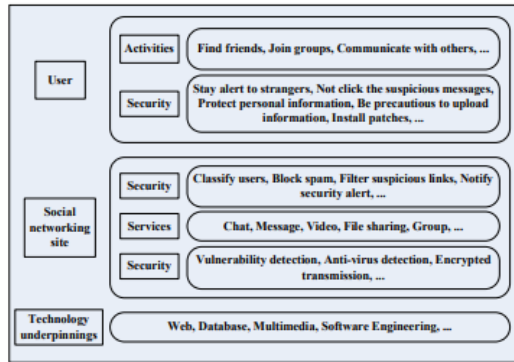 User
Activities
Find friends, Join groups, Communicate with others, ...
Security
Stay alert to strangers, Not click the suspicious messages,
Protect personal information, Be precautious to upload
information, Install patches, ...
Social
networking
site
Security
Classify users, Block spam, Filter suspicious links, Notify
security alert, ...
Services
Chat, Message, Video, File sharing, Group, ...
Security
Vulnerability detection, Anti-virus detection, Encrypted
transmission, ...
Technology
underpinnings
Web, Database, Multimedia, Software Engineering, ...